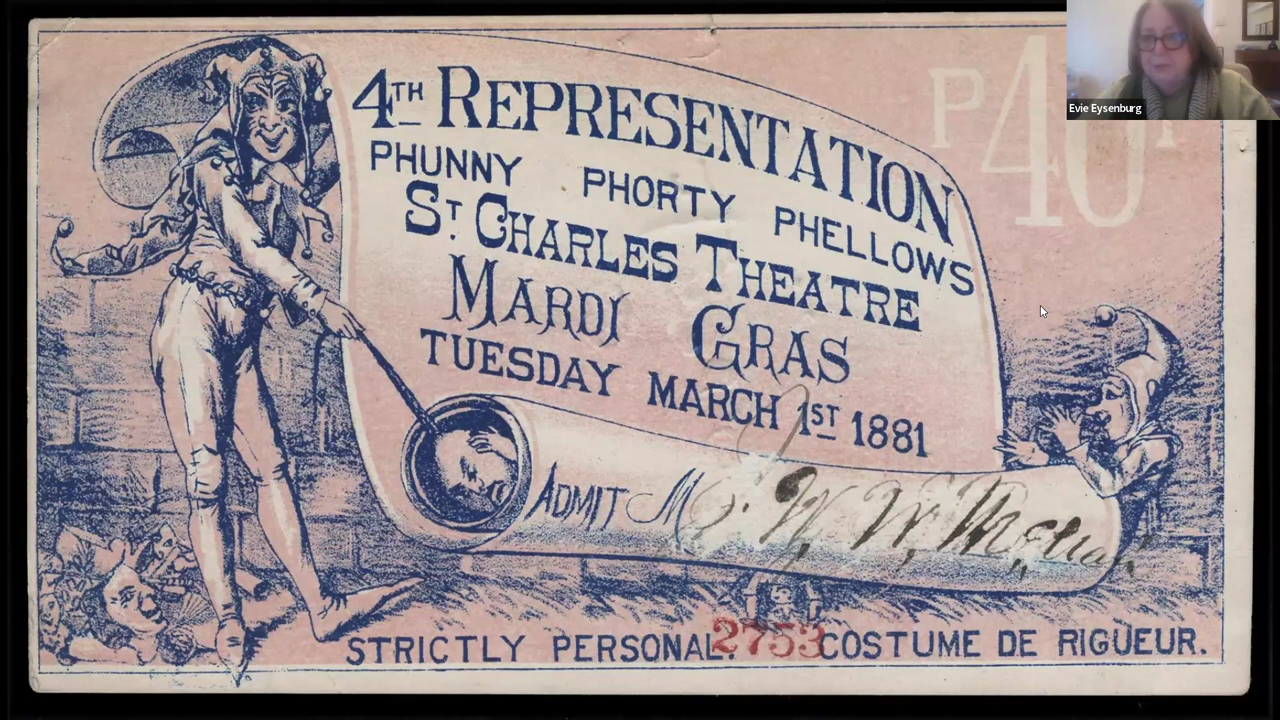 4TH REPRESENTATION
PHUNNY PHORTY PHELLOWS
ST. CHARLES THEATRE
MARDI GRAS
TUESDAY MARCH 1ST 1881
ADMIT M
W. W.
STRICTLY PERSONAL. 2753 COSTUME DE RIGUEUR.
P 40
Evie Eysenburg